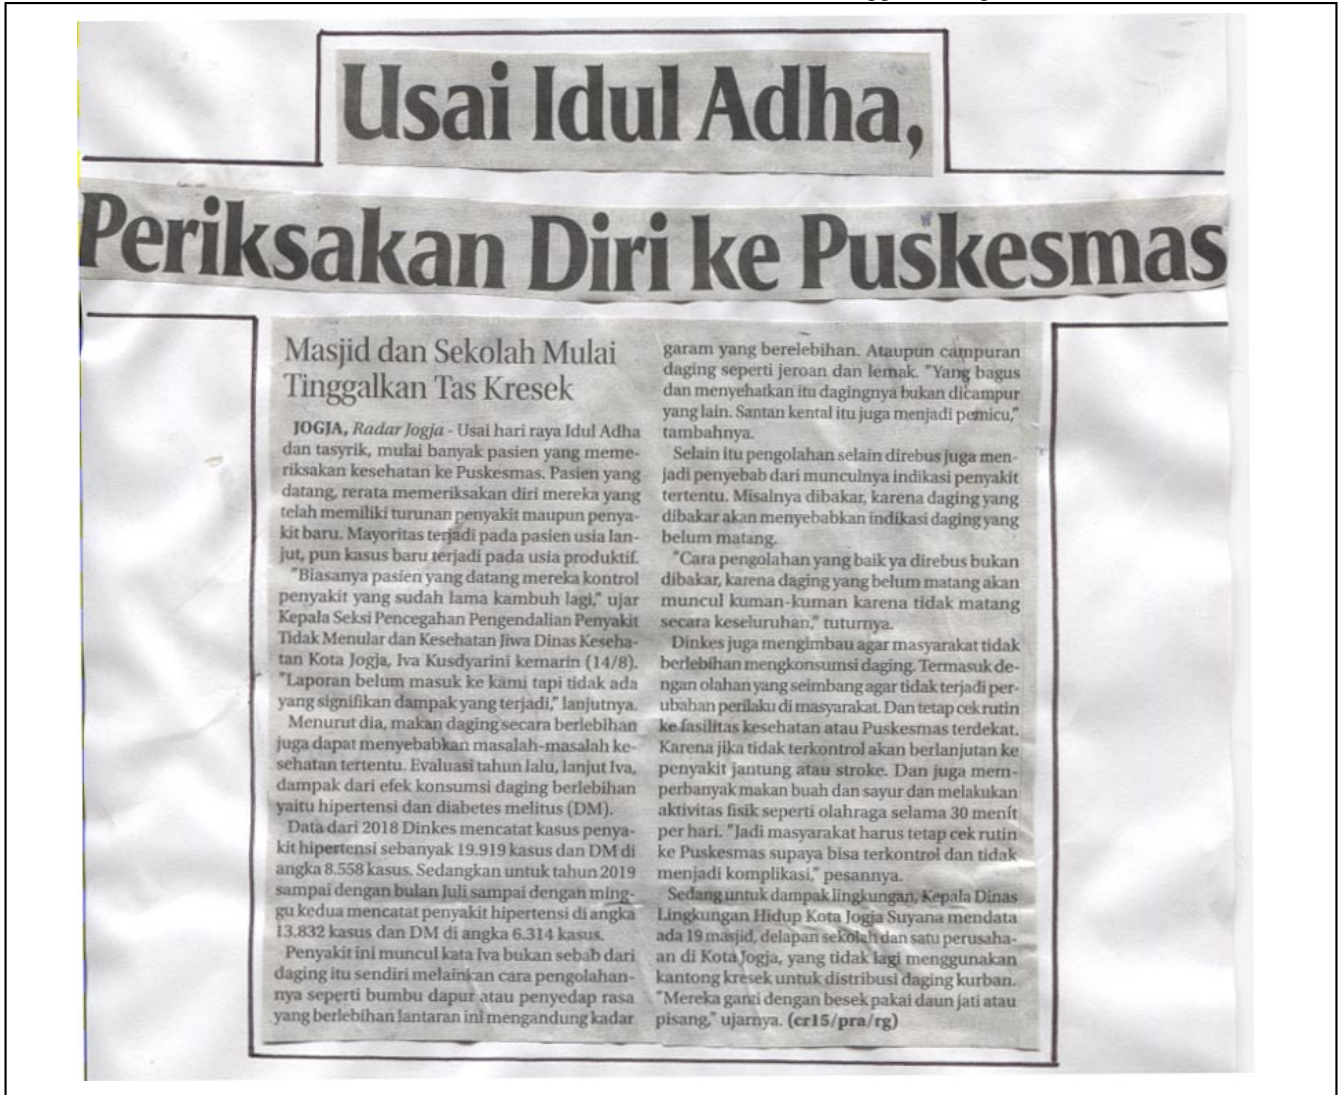 Usai Idul Adha,
Periksakan Diri ke Puskesmas
Masjid dan Sekolah Mulai
Tinggalkan Tas Kresek
JOGJA, Radar Jogja - Usai hari raya Idul Adha
dan tasyrik, mulai banyak pasien yang meme-
riksakan kesehatan ke Puskesmas. Pasien yang
datang, rerata memeriksakan diri mereka yang
telah memiliki turunan penyakit maupun penya-
kit baru. Mayoritas terjadi pada pasien usia lan-
jut, pun kasus baru terjadi pada usia produktif.
"Biasanya pasien yang datang mereka kontrol
penyakit yang sudah lama kambuh lagi," ujar
Kepala Seksi Pencegahan Pengendalian Penyakit
Tidak Menular dan Kesehatan Jiwa Dinas Keseha-
tan Kota Jogja, Iva Kusdyarini kemarin (14/8).
"Laporan belum masuk ke kami tapi tidak ada
yang signifikan dampak yang terjadi," lanjutnya.
Menurut dia, makan daging secara berlebihan
juga dapat menyebabkan masalah-masalah ke-
sehatan tertentu. Evaluasi tahun lalu, lanjut Iva,
dampak dari efek konsumsi daging berlebihan
yaitu hipertensi dan diabetes melitus (DM).
Data dari 2018 Dinkes mencatat kasus penya-
kit hipertensi sebanyak 19.919 kasus dan DM di
angka 8.558 kasus. Sedangkan untuk tahun 2019
sampai dengan bulan Juli sampai dengan ming-
gu kedua mencatat penyakit hipertensi di angka
13.832 kasus dan DM di angka 6.314 kasus.
Penyakit ini muncul kata Iva bukan sebab dari
daging itu sendiri melainkan cara pengolahan-
nya seperti bumbu dapur atau penyedap rasa
yang berlebihan lantaran ini mengandung kadar
garam yang berelebihan. Ataupun campuran
daging seperti jeroan dan lemak. "Yang bagus
dan menyehatkan itu dagingnya bukan dicampur
yang lain. Santan kental itu juga menjadi pemicu,"
tambahnya.
Selain itu pengolahan selain direbus juga men-
jadi penyebab dari munculnya indikasi penyakit
tertentu. Misalnya dibakar, karena daging yang
dibakar akan menyebabkan indikasi daging yang
belum matang.
"Cara pengolahan yang baik ya direbus bukan
dibakar, karena daging yang belum matang akan
muncul kuman-kuman karena tidak matang
secara keseluruhan," tuturnya.
Dinkes juga mengimbau agar masyarakat tidak
berlebihan mengkonsumsi daging. Termasuk de-
ngan olahan yang seimbang agar tidak terjadi per-
ubahan perilaku di masyarakat. Dan tetap cek rutin
ke fasilitas kesehatan atau Puskesmas terdekat.
Karena jika tidak terkontrol akan berlanjutan ke
penyakit jantung atau stroke. Dan juga mem-
perbanyak makan buah dan sayur dan melakukan
aktivitas fisik seperti olahraga selama 30 menit
per hari. "Jadi masyarakat harus tetap cek rutin
ke Puskesmas supaya bisa terkontrol dan tidak
menjadi komplikasi," pesannya.
Sedang untuk dampak lingkungan, Kepala Dinas
Lingkungan Hidup Kota Jogja Suyana mendata
ada 19 masjid, delapan sekolah dan satu perusaha-
an di Kota Jogja, yang tidak lagi menggunakan
kantong kresek untuk distribusi daging kurban.
"Mereka ganti dengan besek pakai daun jati atau
pisang," ujarnya. (cr15/pra/rg)